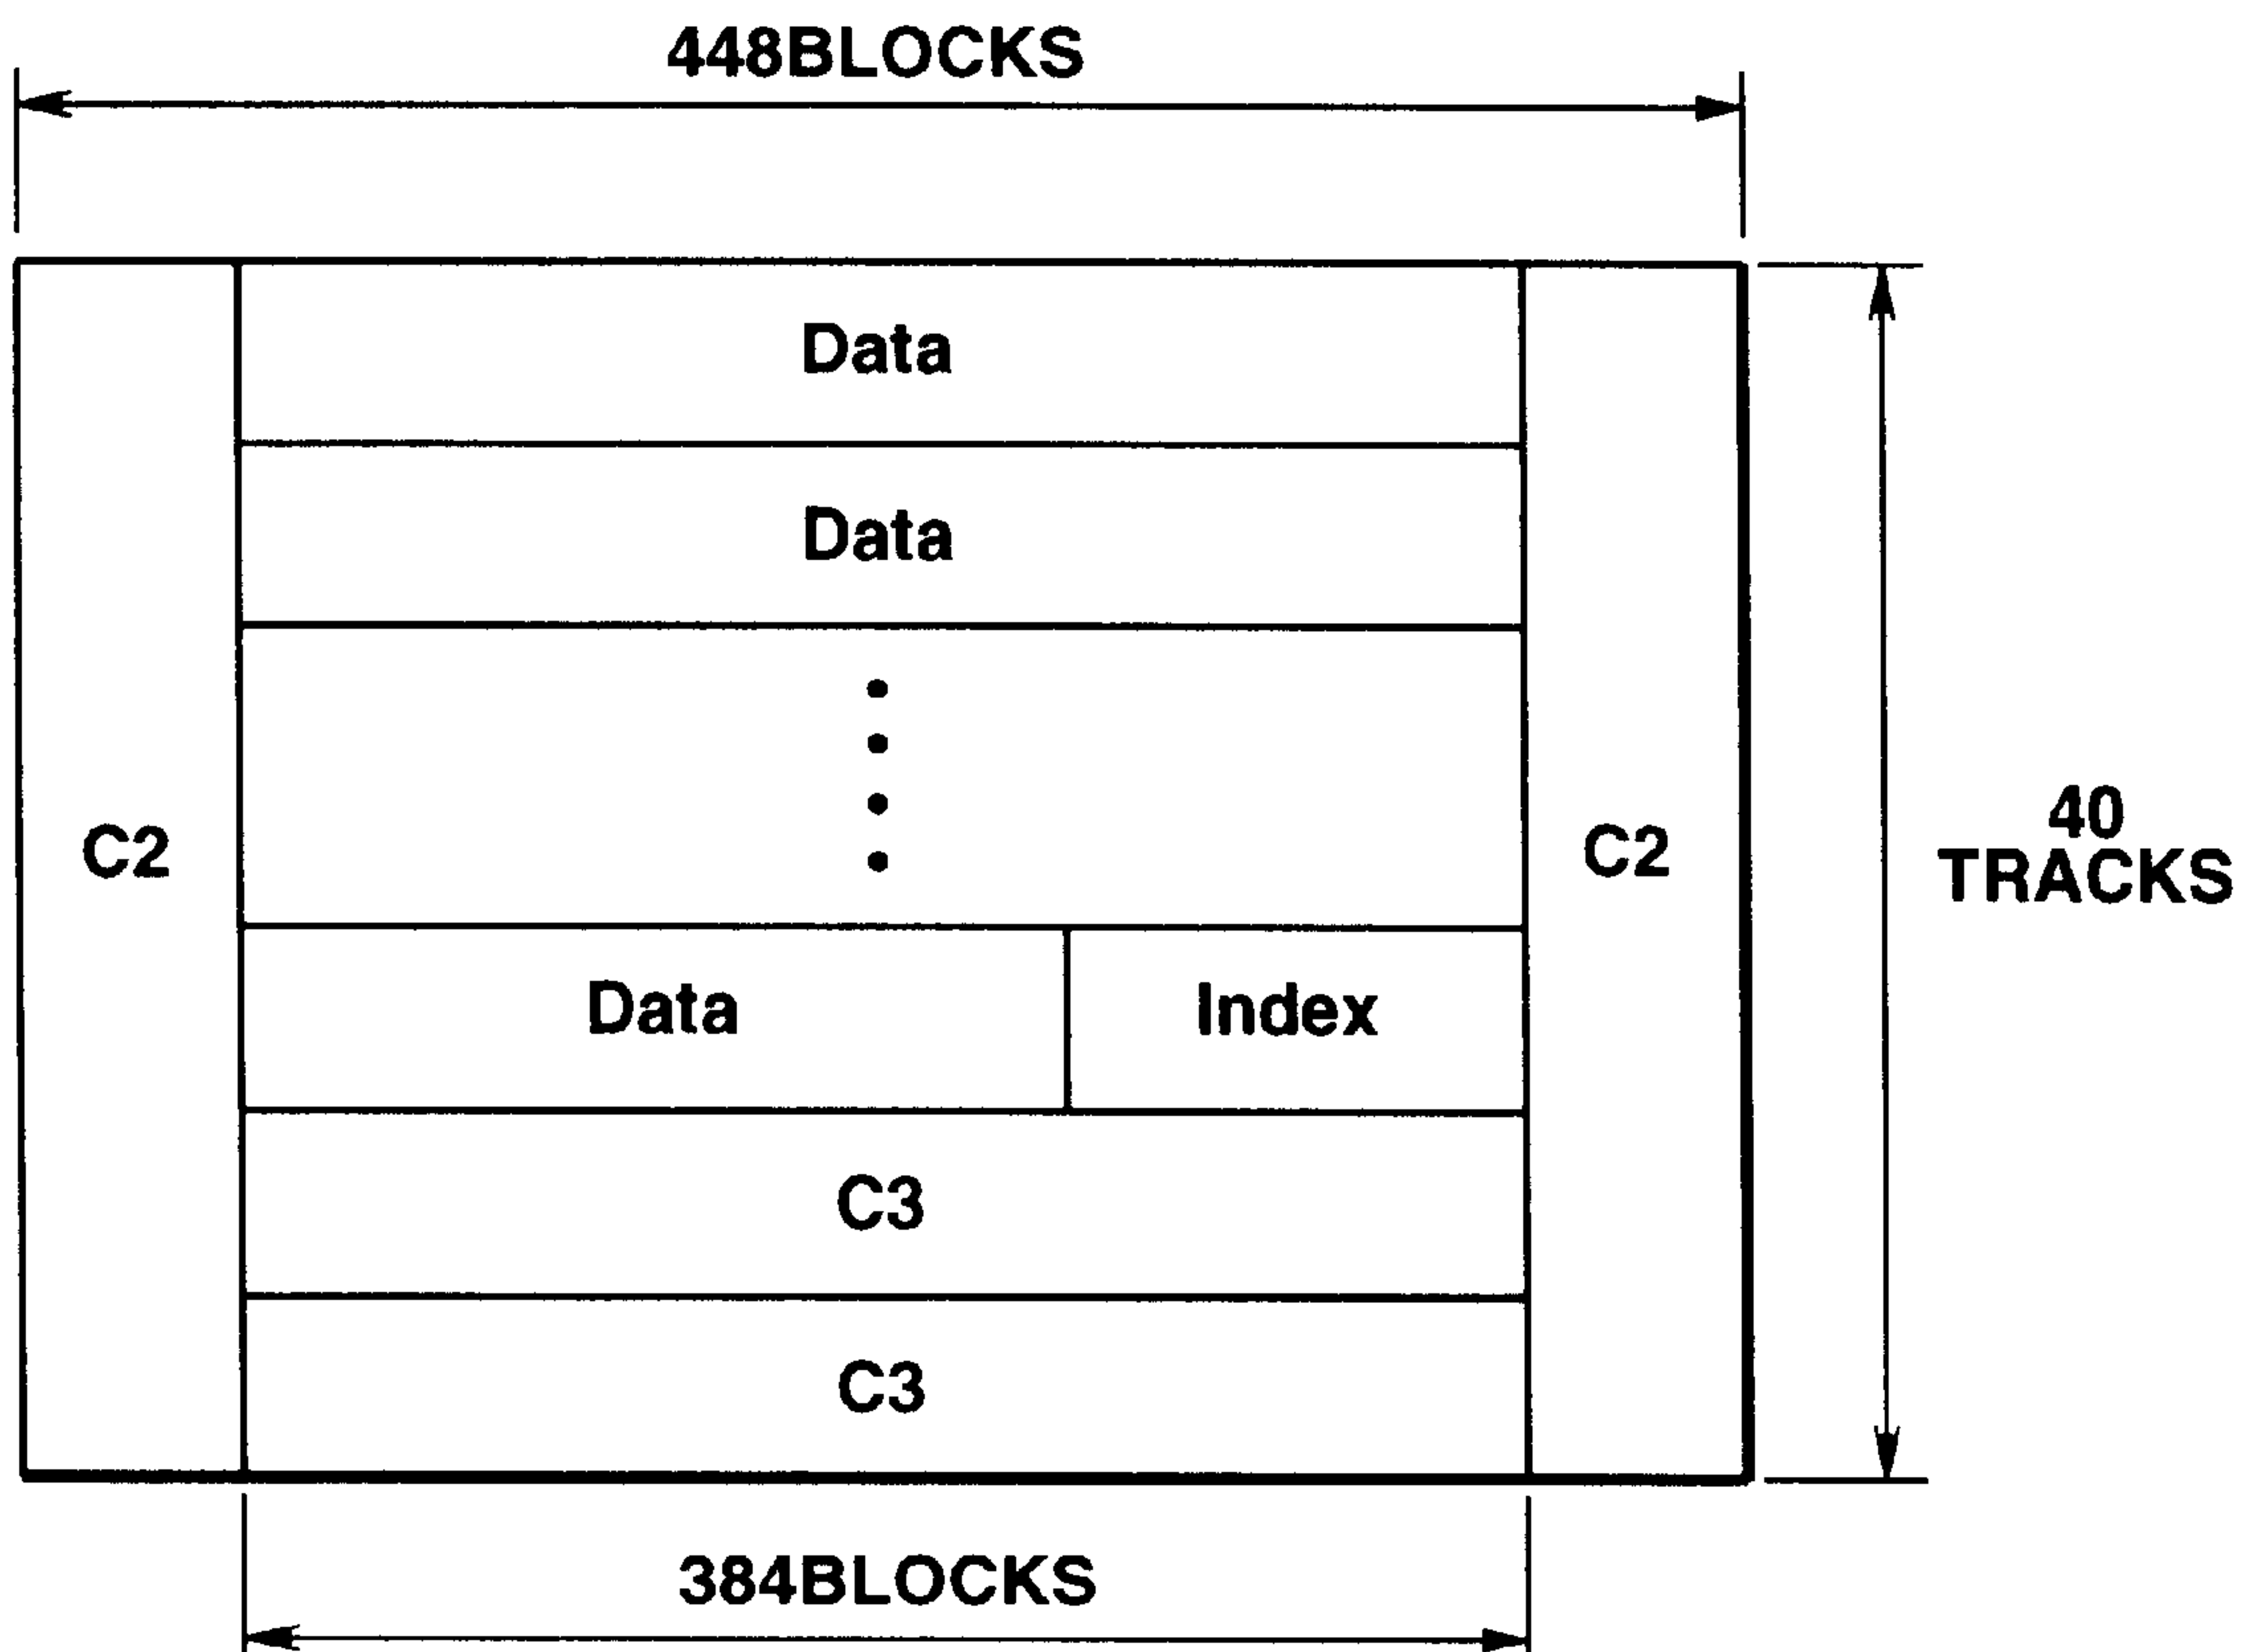 448BLOCKS
Data
Data
C2
C2
40
TRACKS
Data
Index
C3
C3
384BLOCKS